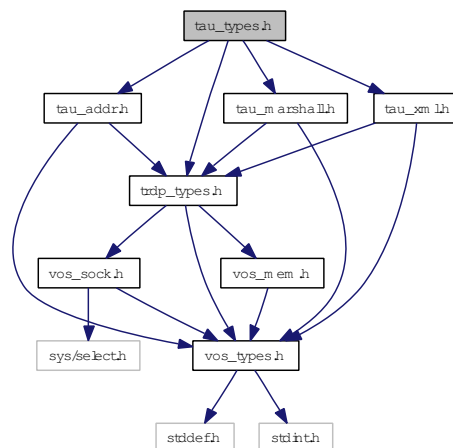 tau_types.h
tau_addr.h
tau_marshall.h
tau_xml.h
trdp_types.h
vos_sock.h
vos_mem.h
sys/select.h
vos_types.h
stddef.h
stdint.h